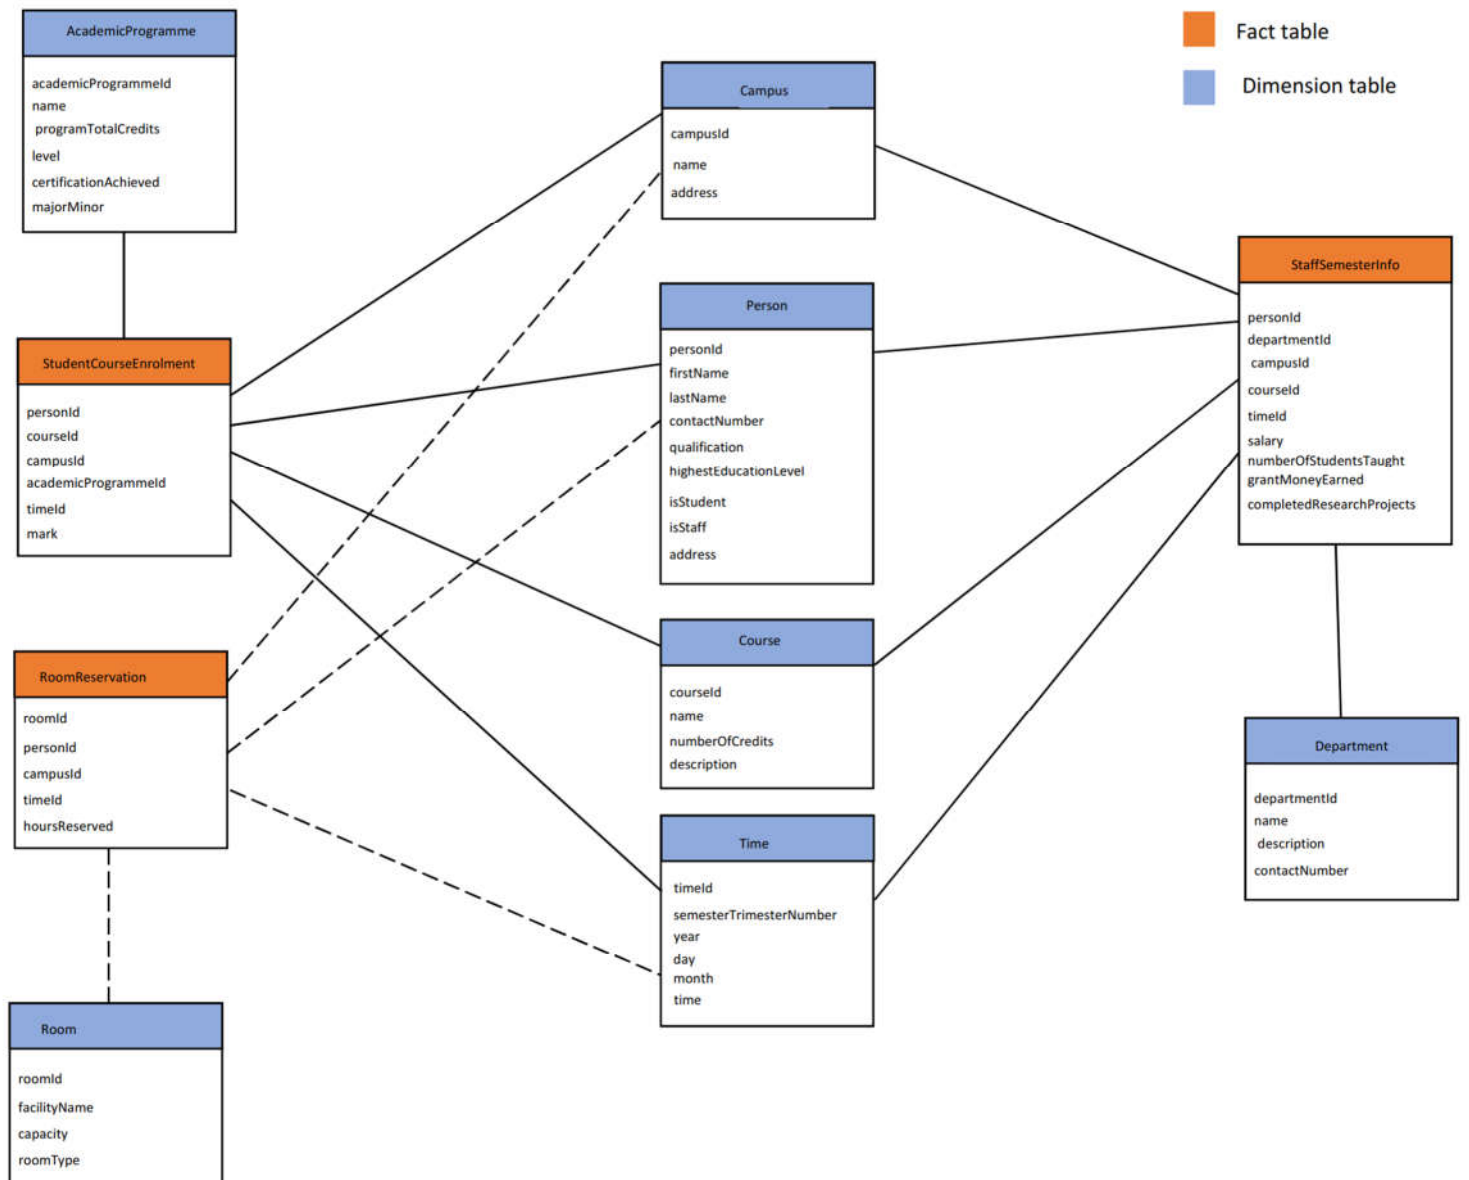 AcademicProgramme
academicProgrammeId
name
programTotalCredits
level
certificationAchieved
majorMinor
StudentCourseEnrolment
personId
courseId
campusId
academicProgrammeId
timeId
mark
RoomReservation
roomId
personId
campusId
timeId
hoursReserved
Room
roomId
facilityName
capacity
roomType
Campus
campusId
name
address
Person
personId
firstName
lastName
contactNumber
qualification
highestEducationLevel
isStudent
isStaff
address
Course
courseId
name
numberOfCredits
description
Time
timeId
semesterTrimesterNumber
year
day
month
time
Fact table
Dimension table
StaffSemesterInfo
personId
departmentId
campusId
courseId
timeId
salary
numberOfStudentsTaught
grantMoneyEarned
completedResearchProjects
Department
departmentId
name
description
contactNumber